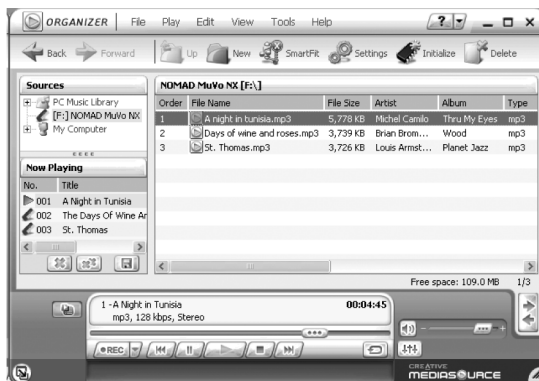 ORGANIZER File Play Edit View Tools Help ?
Back Forward Up New SmartFit Settings Initialize Delete
Sources
PC Music Library
[F:] NOMAD MuVo NX
My Computer
Now Playing
No. Title
001 A Night in Tunisia
002 The Days Of Wine Ar
003 St. Thomas
NOMAD MuVo NX [F:\]
Order File Name File Size Artist Album Type
1 A night in tunisia.mp3 5,778 KB Michel Camilo Thru My Eyes mp3
2 Days of wine and roses.mp3 3,739 KB Brian Brom... Wood mp3
3 St. Thomas.mp3 3,726 KB Louis Armst... Planet Jazz mp3
Free space: 109.0 MB 1/3
1 - A Night in Tunisia 00:04:45
mp3, 128 kbps, Stereo
REC
CREATIVE
MEDIASOURCE